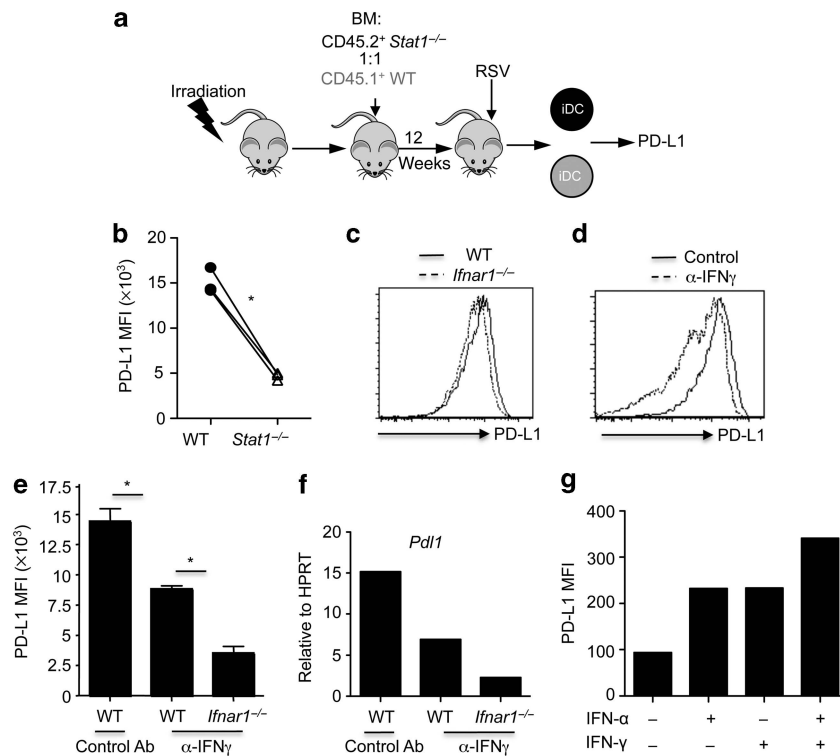 a
BM:
CD45.2⁺ Stat1⁻/⁻
1:1
CD45.1⁺ WT
Irradiation
RSV
12
Weeks
iDC
iDC
PD-L1
b
PD-L1 MFI (×10³)
20
15
10
5
0
*
WT
Stat1⁻/⁻
c
WT
Ifnar1⁻/⁻
PD-L1
d
Control
α-IFNγ
PD-L1
e
PD-L1 MFI (×10³)
17.5
15
12.5
10
7.5
5
2.5
0
*
*
WT
WT
Ifnar1⁻/⁻
Control Ab
α-IFNγ
f
Pdl1
Relative to HPRT
20
15
10
5
0
WT
WT
Ifnar1⁻/⁻
Control Ab
α-IFNγ
g
PD-L1 MFI
400
300
200
100
0
IFN-α – + – +
IFN-γ – – + +